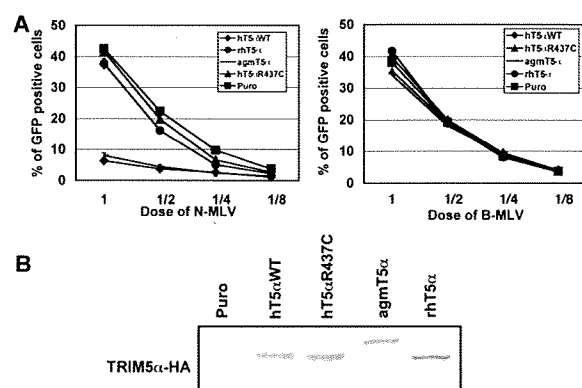 A
% of GFP positive cells
50
40
30
20
10
0
1
1/2
1/4
1/8
Dose of N-MLV
hT5αWT
rhT5α
agmT5α
hT5αR437C
Puro
% of GFP positive cells
50
40
30
20
10
0
1
1/2
1/4
1/8
Dose of B-MLV
hT5αWT
hT5αR437C
agmT5α
rhT5α
Puro
B
Puro
hT5αWT
hT5αR437C
agmT5α
rhT5α
TRIM5α-HA